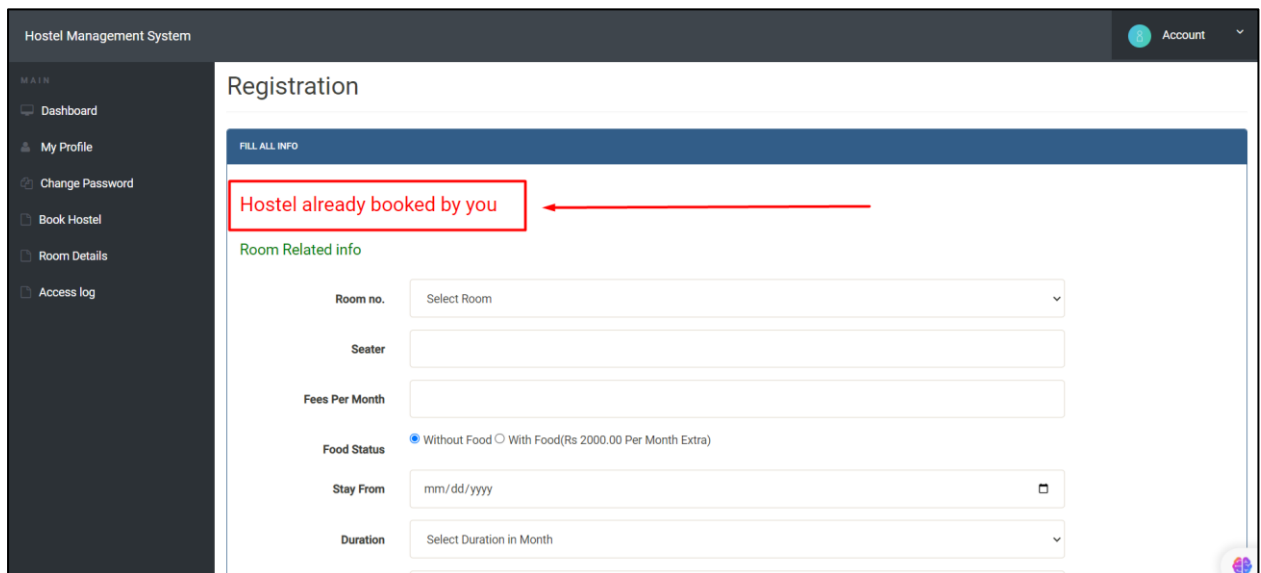 Hostel Management System
8 Account
MAIN
Dashboard
My Profile
Change Password
Book Hostel
Room Details
Access log
Registration
FILL ALL INFO
Hostel already booked by you
Room Related info
Room no. Select Room
Seater
Fees Per Month
Food Status Without Food With Food(Rs 2000.00 Per Month Extra)
Stay From mm/dd/yyyy
Duration Select Duration in Month